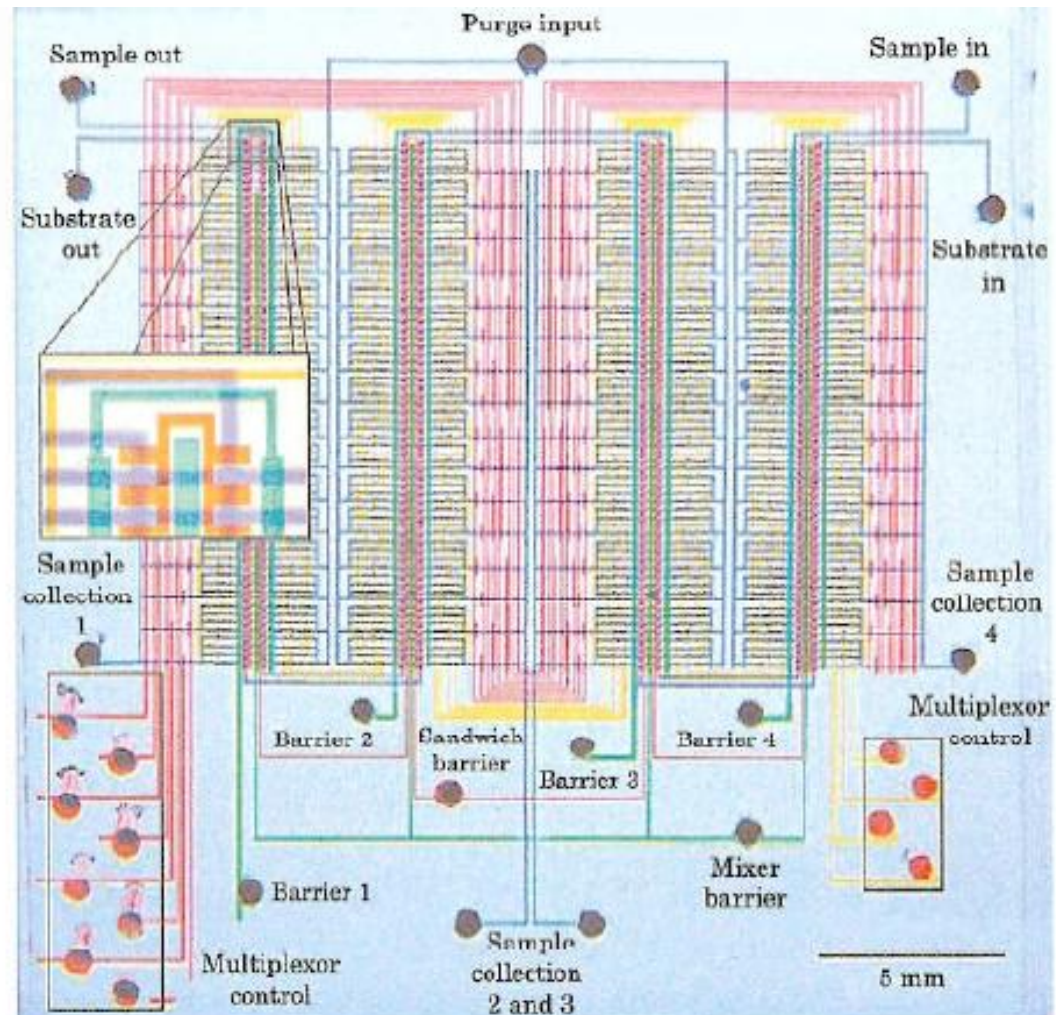 Purge input
Sample out
Sample in
Substrate
out
Substrate
in
Sample
collection
1
Sample
collection
4
Barrier 2
Sandwich
barrier
Barrier 3
Barrier 4
Multiplexor
control
Barrier 1
Mixer
barrier
Multiplexor
control
Sample
collection
2 and 3
5 mm